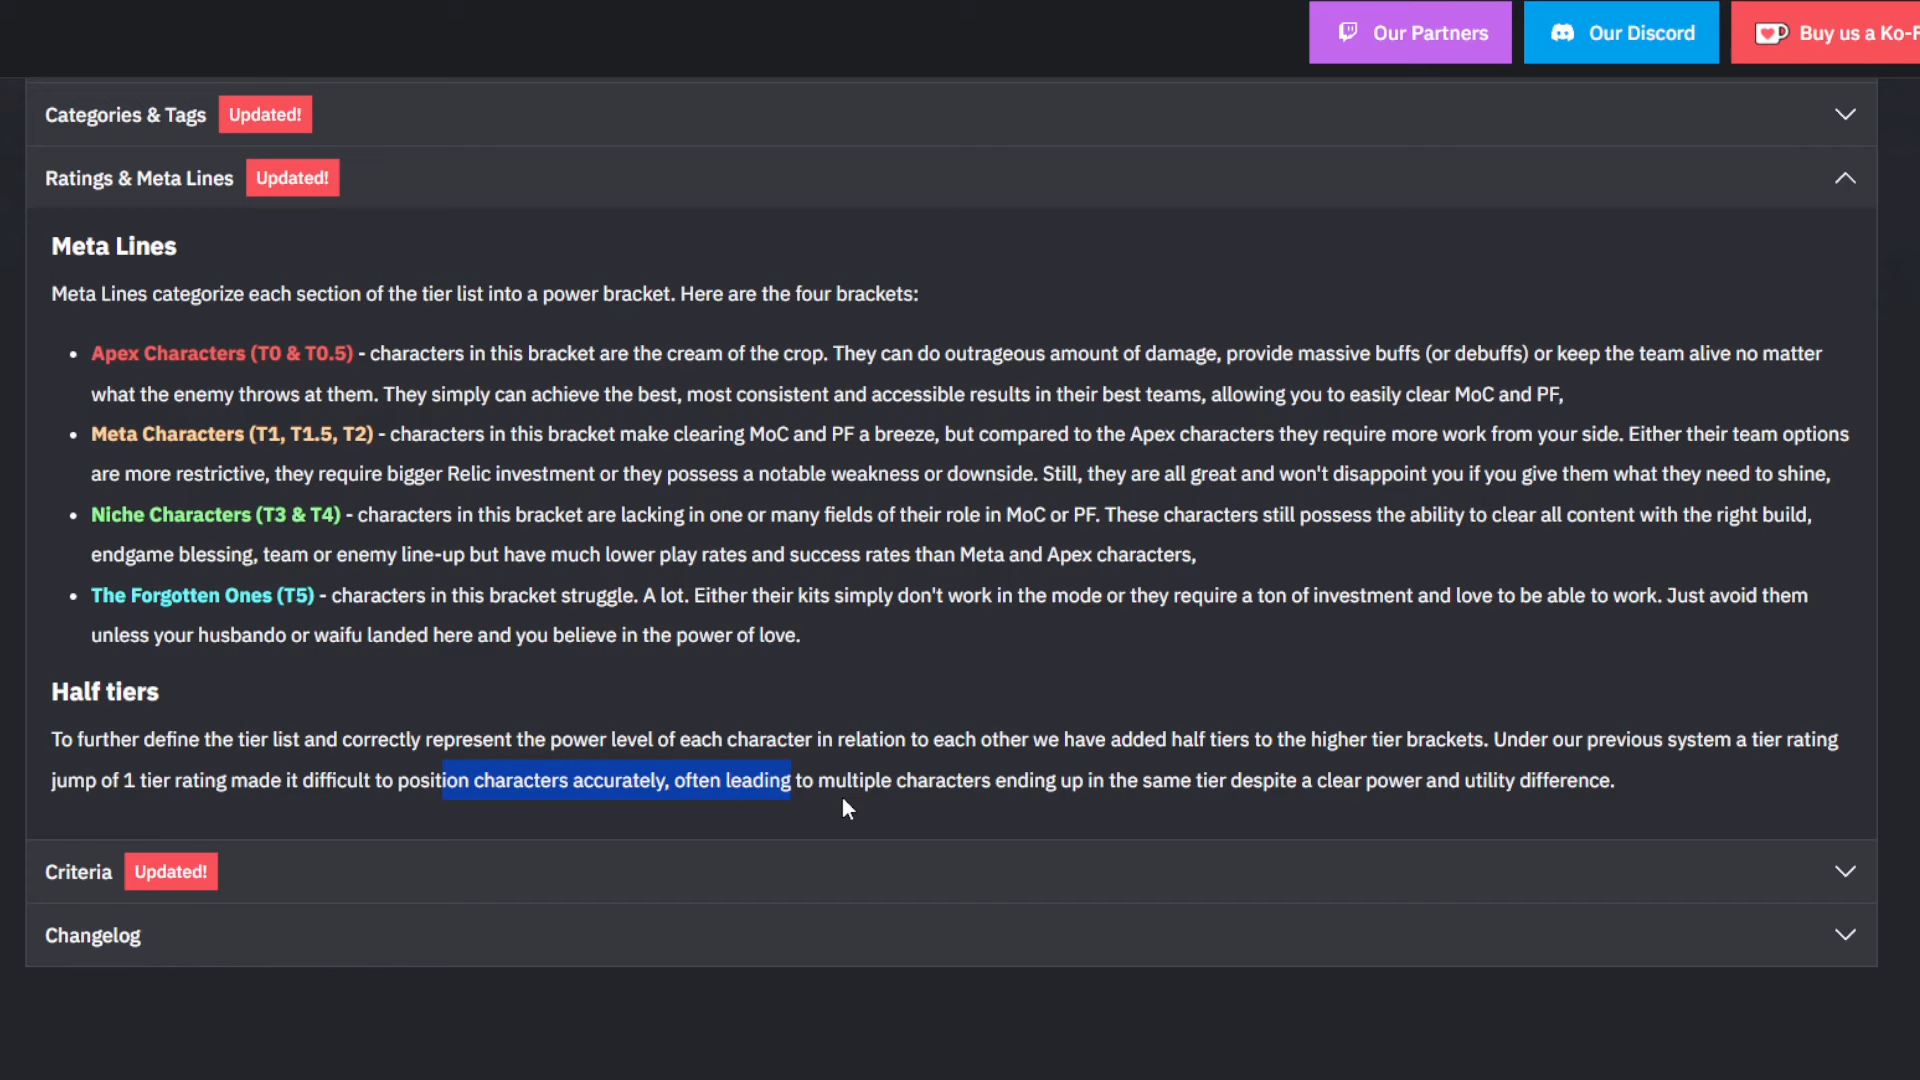 Our Partners
Our Discord
Buy us a Ko-F
Categories & Tags Updated!
Ratings & Meta Lines Updated!
Meta Lines
Meta Lines categorize each section of the tier list into a power bracket. Here are the four brackets:
• Apex Characters (T0 & T0.5) - characters in this bracket are the cream of the crop. They can do outrageous amount of damage, provide massive buffs (or debuffs) or keep the team alive no matter
what the enemy throws at them. They simply can achieve the best, most consistent and accessible results in their best teams, allowing you to easily clear MoC and PF,
• Meta Characters (T1, T1.5, T2) - characters in this bracket make clearing MoC and PF a breeze, but compared to the Apex characters they require more work from your side. Either their team options
are more restrictive, they require bigger Relic investment or they possess a notable weakness or downside. Still, they are all great and won't disappoint you if you give them what they need to shine,
• Niche Characters (T3 & T4) - characters in this bracket are lacking in one or many fields of their role in MoC or PF. These characters still possess the ability to clear all content with the right build,
endgame blessing, team or enemy line-up but have much lower play rates and success rates than Meta and Apex characters,
• The Forgotten Ones (T5) - characters in this bracket struggle. A lot. Either their kits simply don't work in the mode or they require a ton of investment and love to be able to work. Just avoid them
unless your husbando or waifu landed here and you believe in the power of love.
Half tiers
To further define the tier list and correctly represent the power level of each character in relation to each other we have added half tiers to the higher tier brackets. Under our previous system a tier rating
jump of 1 tier rating made it difficult to position characters accurately, often leading to multiple characters ending up in the same tier despite a clear power and utility difference.
Criteria Updated!
Changelog